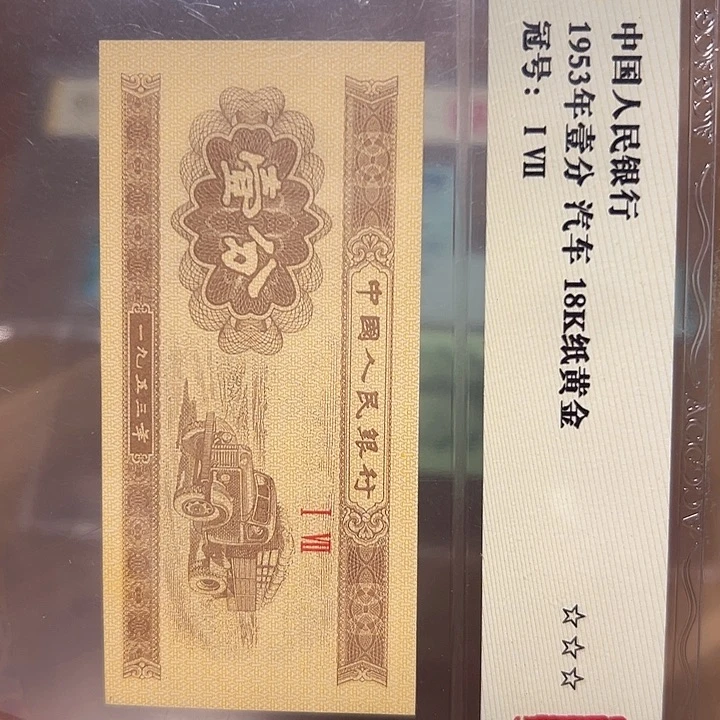 中国人民银行
1953年壹分 汽车 18K纸黄金
冠号：I VII
☆☆☆
中國人民銀行
壹分
I VII
一九五三年